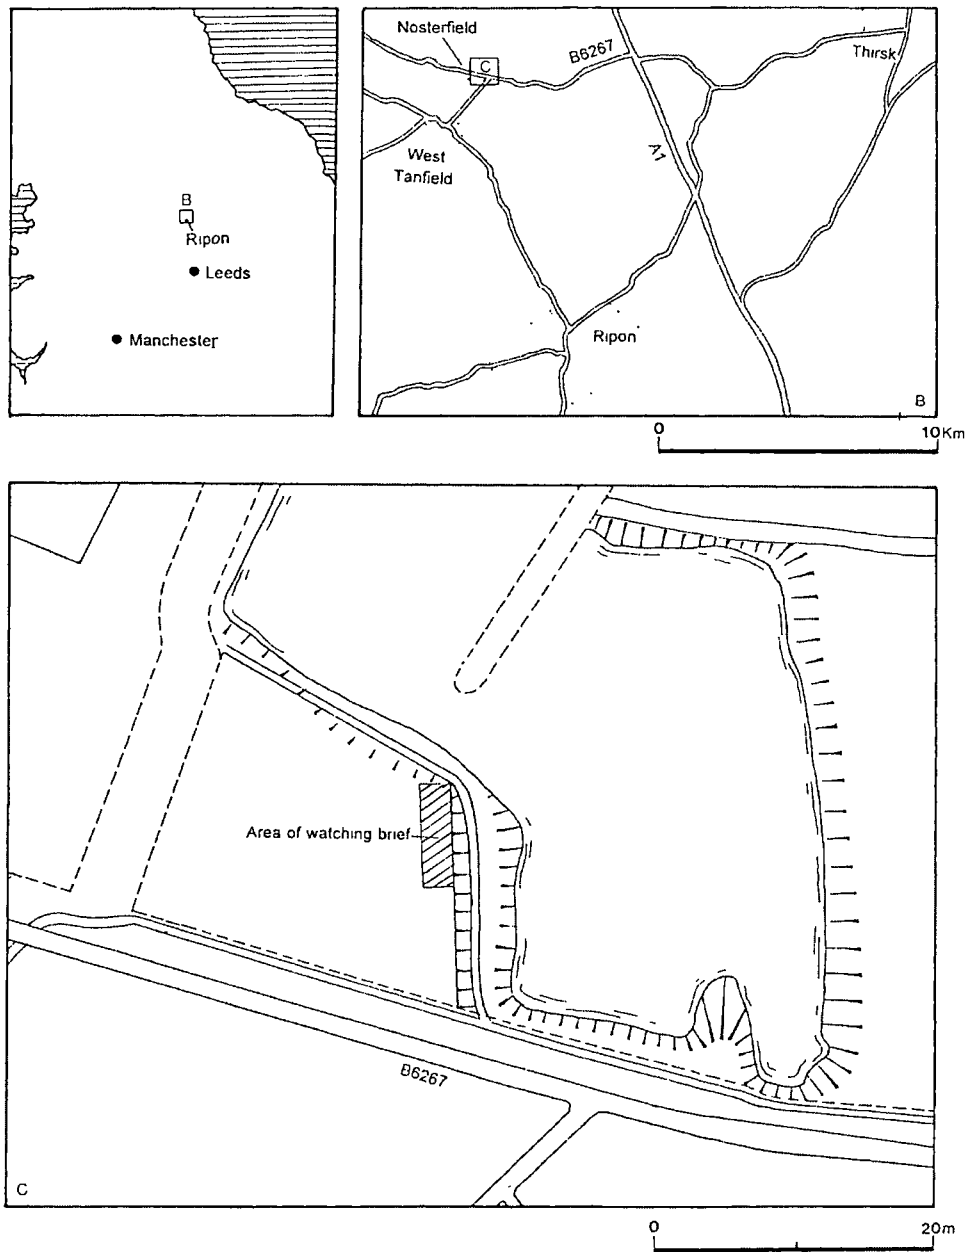 B
Ripon
Leeds
Manchester
Nosterfield
C
B6267
Thirsk
West
Tanfield
A1
Ripon
B
0 10Km
Area of watching brief
B6267
C
0 20m